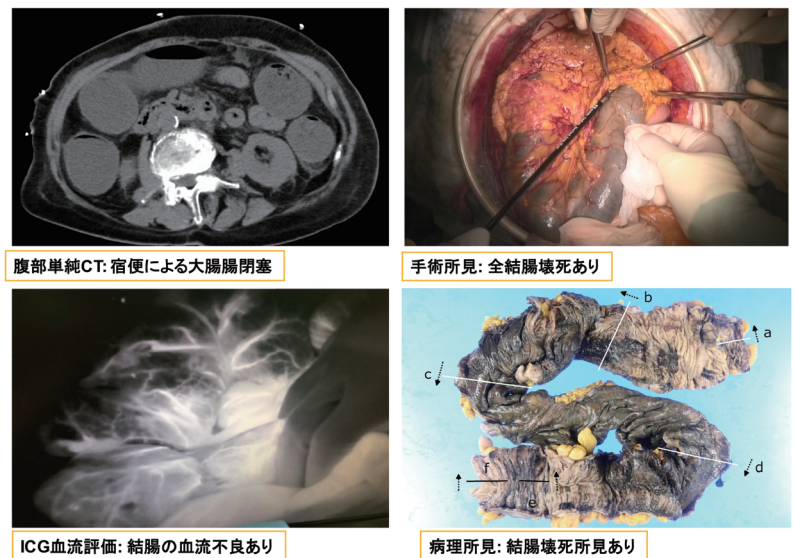 腹部単純CT: 宿便による大腸腸閉塞
手術所見: 全結腸壊死あり
b
a
c
d
f
e
ICG血流評価: 結腸の血流不良あり
病理所見: 結腸壊死所見あり